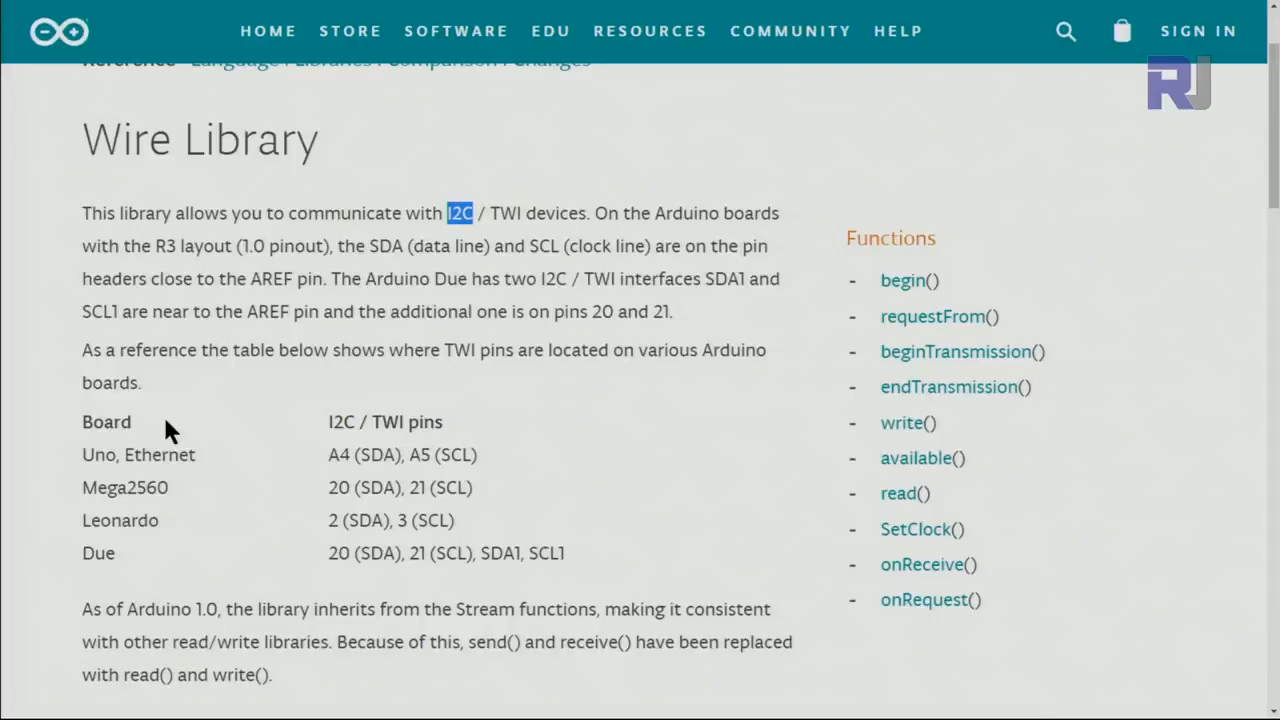 HOME STORE SOFTWARE EDU RESOURCES COMMUNITY HELP SIGN IN
Reference Language | Libraries | Comparison | Changes
RJ
Wire Library
This library allows you to communicate with I2C / TWI devices. On the Arduino boards
with the R3 layout (1.0 pinout), the SDA (data line) and SCL (clock line) are on the pin
headers close to the AREF pin. The Arduino Due has two I2C / TWI interfaces SDA1 and
SCL1 are near to the AREF pin and the additional one is on pins 20 and 21.
As a reference the table below shows where TWI pins are located on various Arduino
boards.
Board I2C / TWI pins
Uno, Ethernet A4 (SDA), A5 (SCL)
Mega2560 20 (SDA), 21 (SCL)
Leonardo 2 (SDA), 3 (SCL)
Due 20 (SDA), 21 (SCL), SDA1, SCL1
As of Arduino 1.0, the library inherits from the Stream functions, making it consistent
with other read/write libraries. Because of this, send() and receive() have been replaced
with read() and write().
Functions
- begin()
- requestFrom()
- beginTransmission()
- endTransmission()
- write()
- available()
- read()
- SetClock()
- onReceive()
- onRequest()